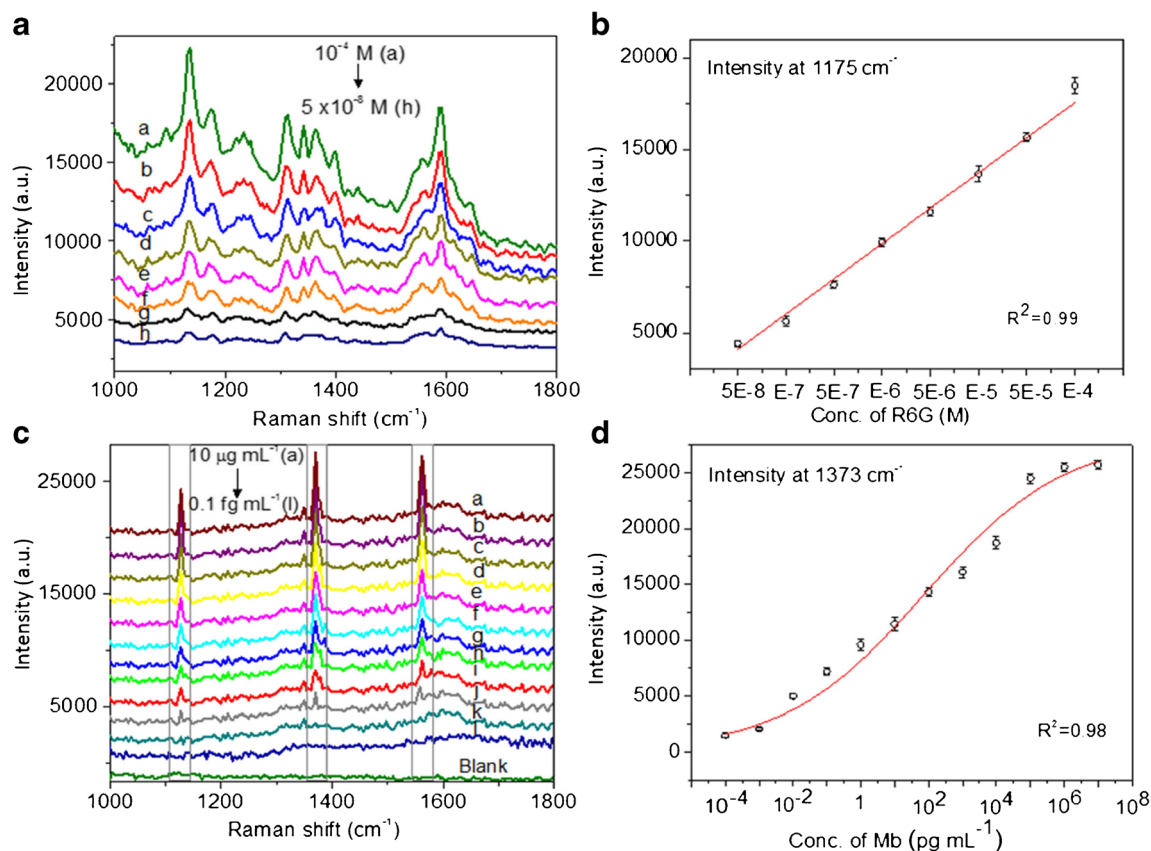 a
10⁻⁴ M (a)
5 x10⁻⁸ M (h)
a
b
c
d
e
f
g
h
20000
15000
10000
5000
Intensity (a.u.)
1000 1200 1400 1600 1800
Raman shift (cm⁻¹)
b
Intensity at 1175 cm⁻
R²=0.99
20000
15000
10000
5000
Intensity (a.u.)
5E-8 E-7 5E-7 E-6 5E-6 E-5 5E-5 E-4
Conc. of R6G (M)
c
10 µg mL⁻¹(a)
0.1 fg mL⁻¹(l)
a
b
c
d
e
f
g
h
i
j
k
l
Blank
25000
15000
5000
Intensity (a.u.)
1000 1200 1400 1600 1800
Raman shift (cm⁻¹)
d
Intensity at 1373 cm⁻
R²=0.98
25000
20000
15000
10000
5000
0
Intensity (a.u.)
10⁻⁴ 10⁻² 1 10² 10⁴ 10⁶ 10⁸
Conc. of Mb (pg mL⁻¹)